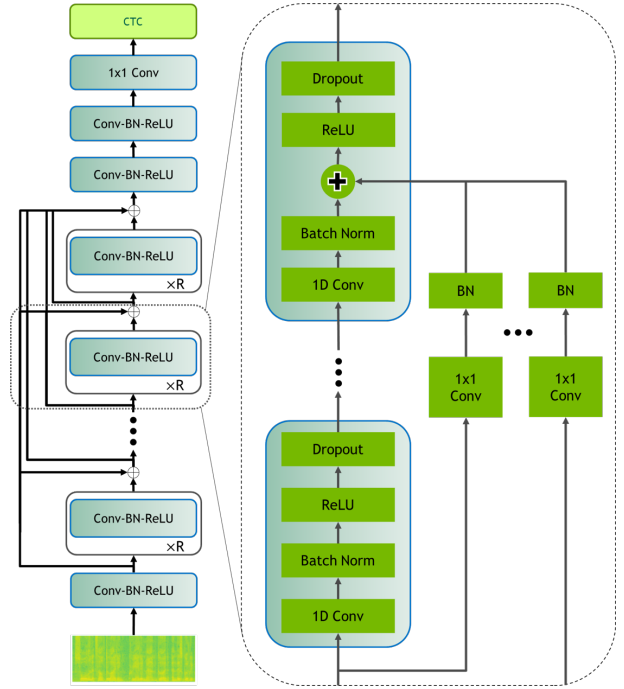 CTC
1x1 Conv
Conv-BN-ReLU
Conv-BN-ReLU
Conv-BN-ReLU
×R
Conv-BN-ReLU
×R
Conv-BN-ReLU
×R
Conv-BN-ReLU
Dropout
ReLU
Batch Norm
1D Conv
Dropout
ReLU
Batch Norm
1D Conv
BN
1x1
Conv
BN
1x1
Conv